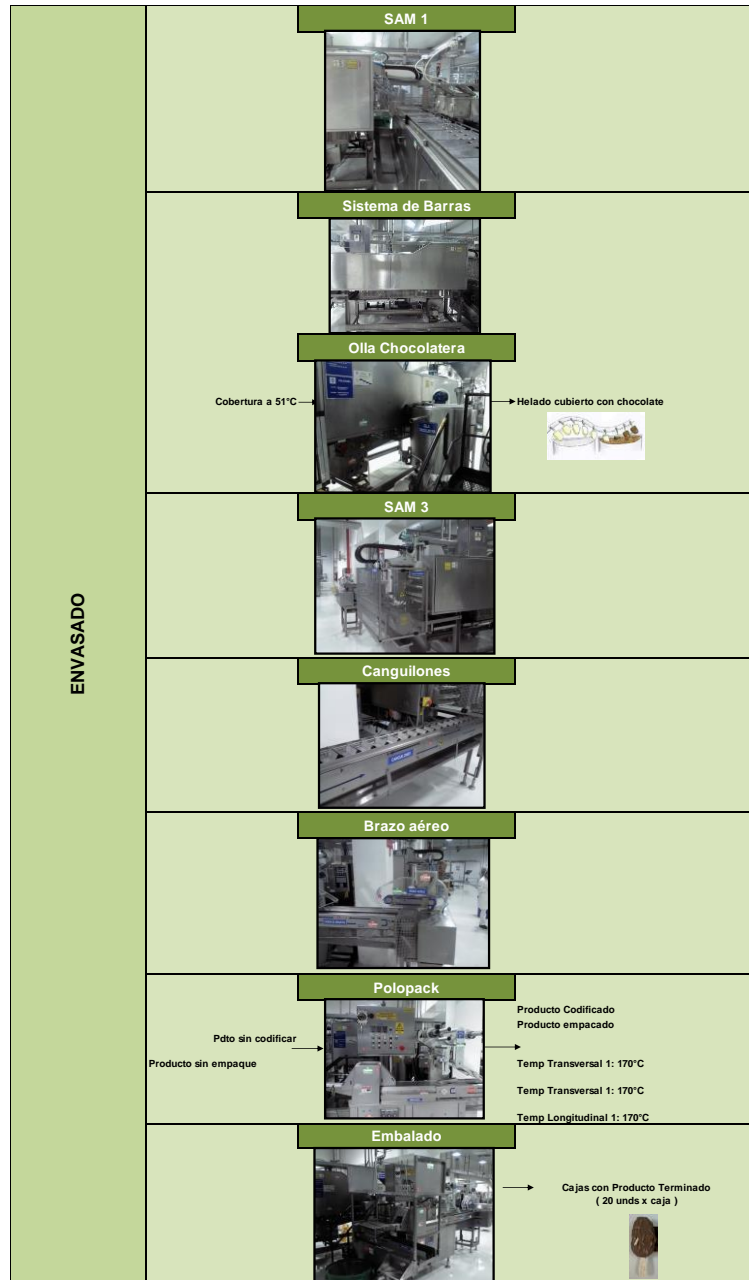 SAM 1
Sistema de Barras
Olla Chocolatera
Cobertura a 51°C
Helado cubierto con chocolate
SAM 3
ENVASADO
Canguilones
Brazo aéreo
Polopack
Pdto sin codificar
Producto sin empaque
Producto Codificado
Producto empacado
Temp Transversal 1: 170°C
Temp Transversal 1: 170°C
Temp Longitudinal 1: 170°C
Embalado
Cajas con Producto Terminado
( 20 unds x caja )